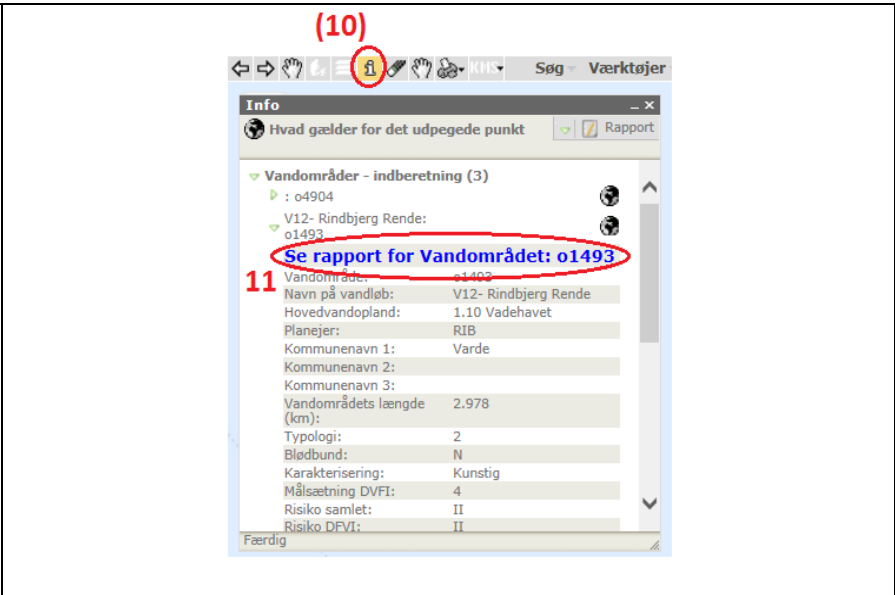 (10)
KMS
Søg Værktøjer
Info
Hvad gælder for det udpegede punkt Rapport
Vandområder - indberetning (3)
: o4904
V12- Rindbjerg Rende:
o1493
Se rapport for Vandområdet: o1493
11
Vandområde: o1493
Navn på vandløb: V12- Rindbjerg Rende
Hovedvandopland: 1.10 Vadehavet
Planejer: RIB
Kommunenavn 1: Varde
Kommunenavn 2:
Kommunenavn 3:
Vandområdets længde 2.978
(km):
Typologi: 2
Blødbund: N
Karakterisering: Kunstig
Målsætning DVFI: 4
Risiko samlet: II
Risiko DFVI: II
Færdig